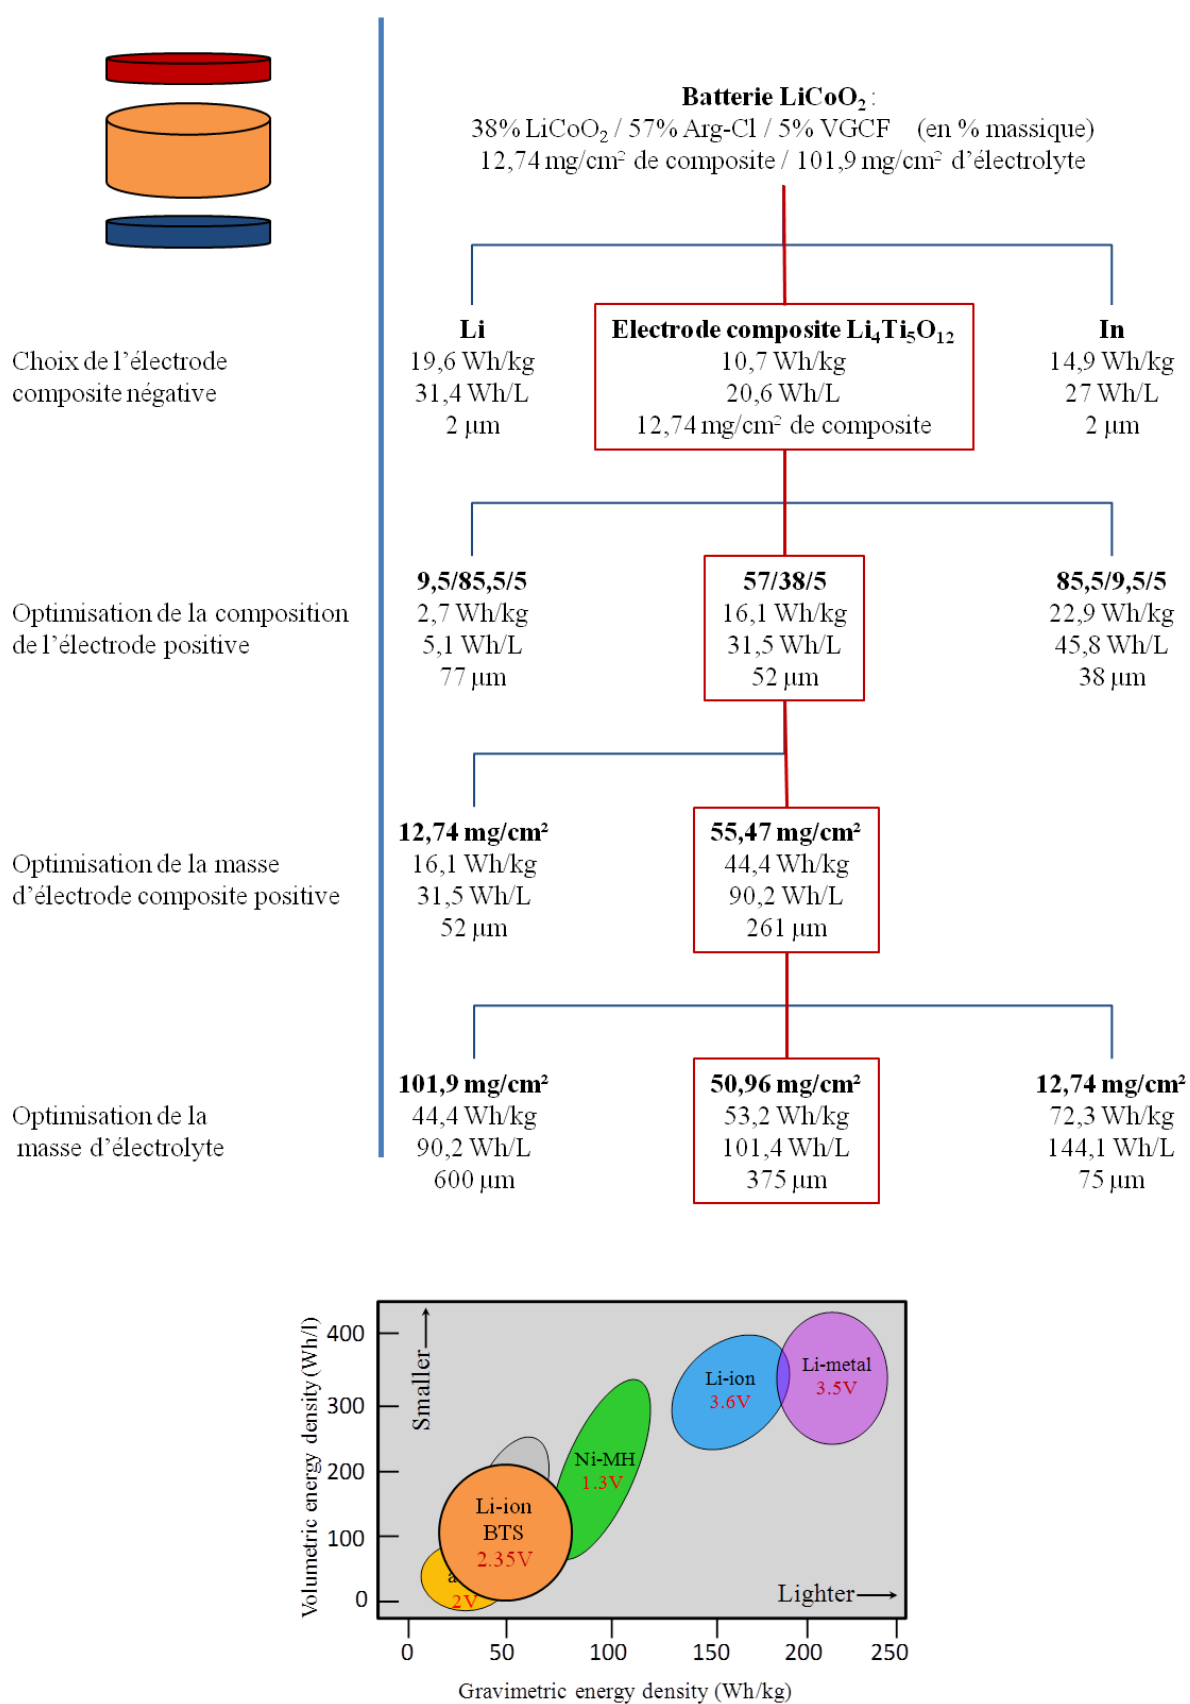 Batterie LiCoO₂ :
38% LiCoO₂ / 57% Arg-Cl / 5% VGCF (en % massique)
12,74 mg/cm² de composite / 101,9 mg/cm² d’électrolyte
Choix de l’électrode
composite négative
Li
19,6 Wh/kg
31,4 Wh/L
2 µm
Electrode composite Li₄Ti₅O₁₂
10,7 Wh/kg
20,6 Wh/L
12,74 mg/cm² de composite
In
14,9 Wh/kg
27 Wh/L
2 µm
Optimisation de la composition
de l’électrode positive
9,5/85,5/5
2,7 Wh/kg
5,1 Wh/L
77 µm
57/38/5
16,1 Wh/kg
31,5 Wh/L
52 µm
85,5/9,5/5
22,9 Wh/kg
45,8 Wh/L
38 µm
Optimisation de la masse
d’électrode composite positive
12,74 mg/cm²
16,1 Wh/kg
31,5 Wh/L
52 µm
55,47 mg/cm²
44,4 Wh/kg
90,2 Wh/L
261 µm
Optimisation de la
masse d’électrolyte
101,9 mg/cm²
44,4 Wh/kg
90,2 Wh/L
600 µm
50,96 mg/cm²
53,2 Wh/kg
101,4 Wh/L
375 µm
12,74 mg/cm²
72,3 Wh/kg
144,1 Wh/L
75 µm
Volumetric energy density (Wh/l)
400
300
200
100
0
Smaller
Li-ion
3.6V
Li-metal
3.5V
Ni-MH
1.3V
Li-ion
BTS
2.35V
a
2V
Lighter
0 50 100 150 200 250
Gravimetric energy density (Wh/kg)